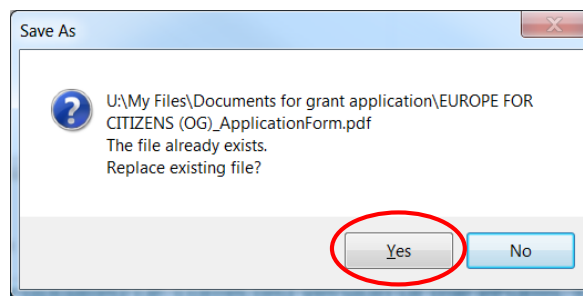 Save As
U:\My Files\Documents for grant application\EUROPE FOR
CITIZENS (OG)_ApplicationForm.pdf
The file already exists.
Replace existing file?
Yes
No